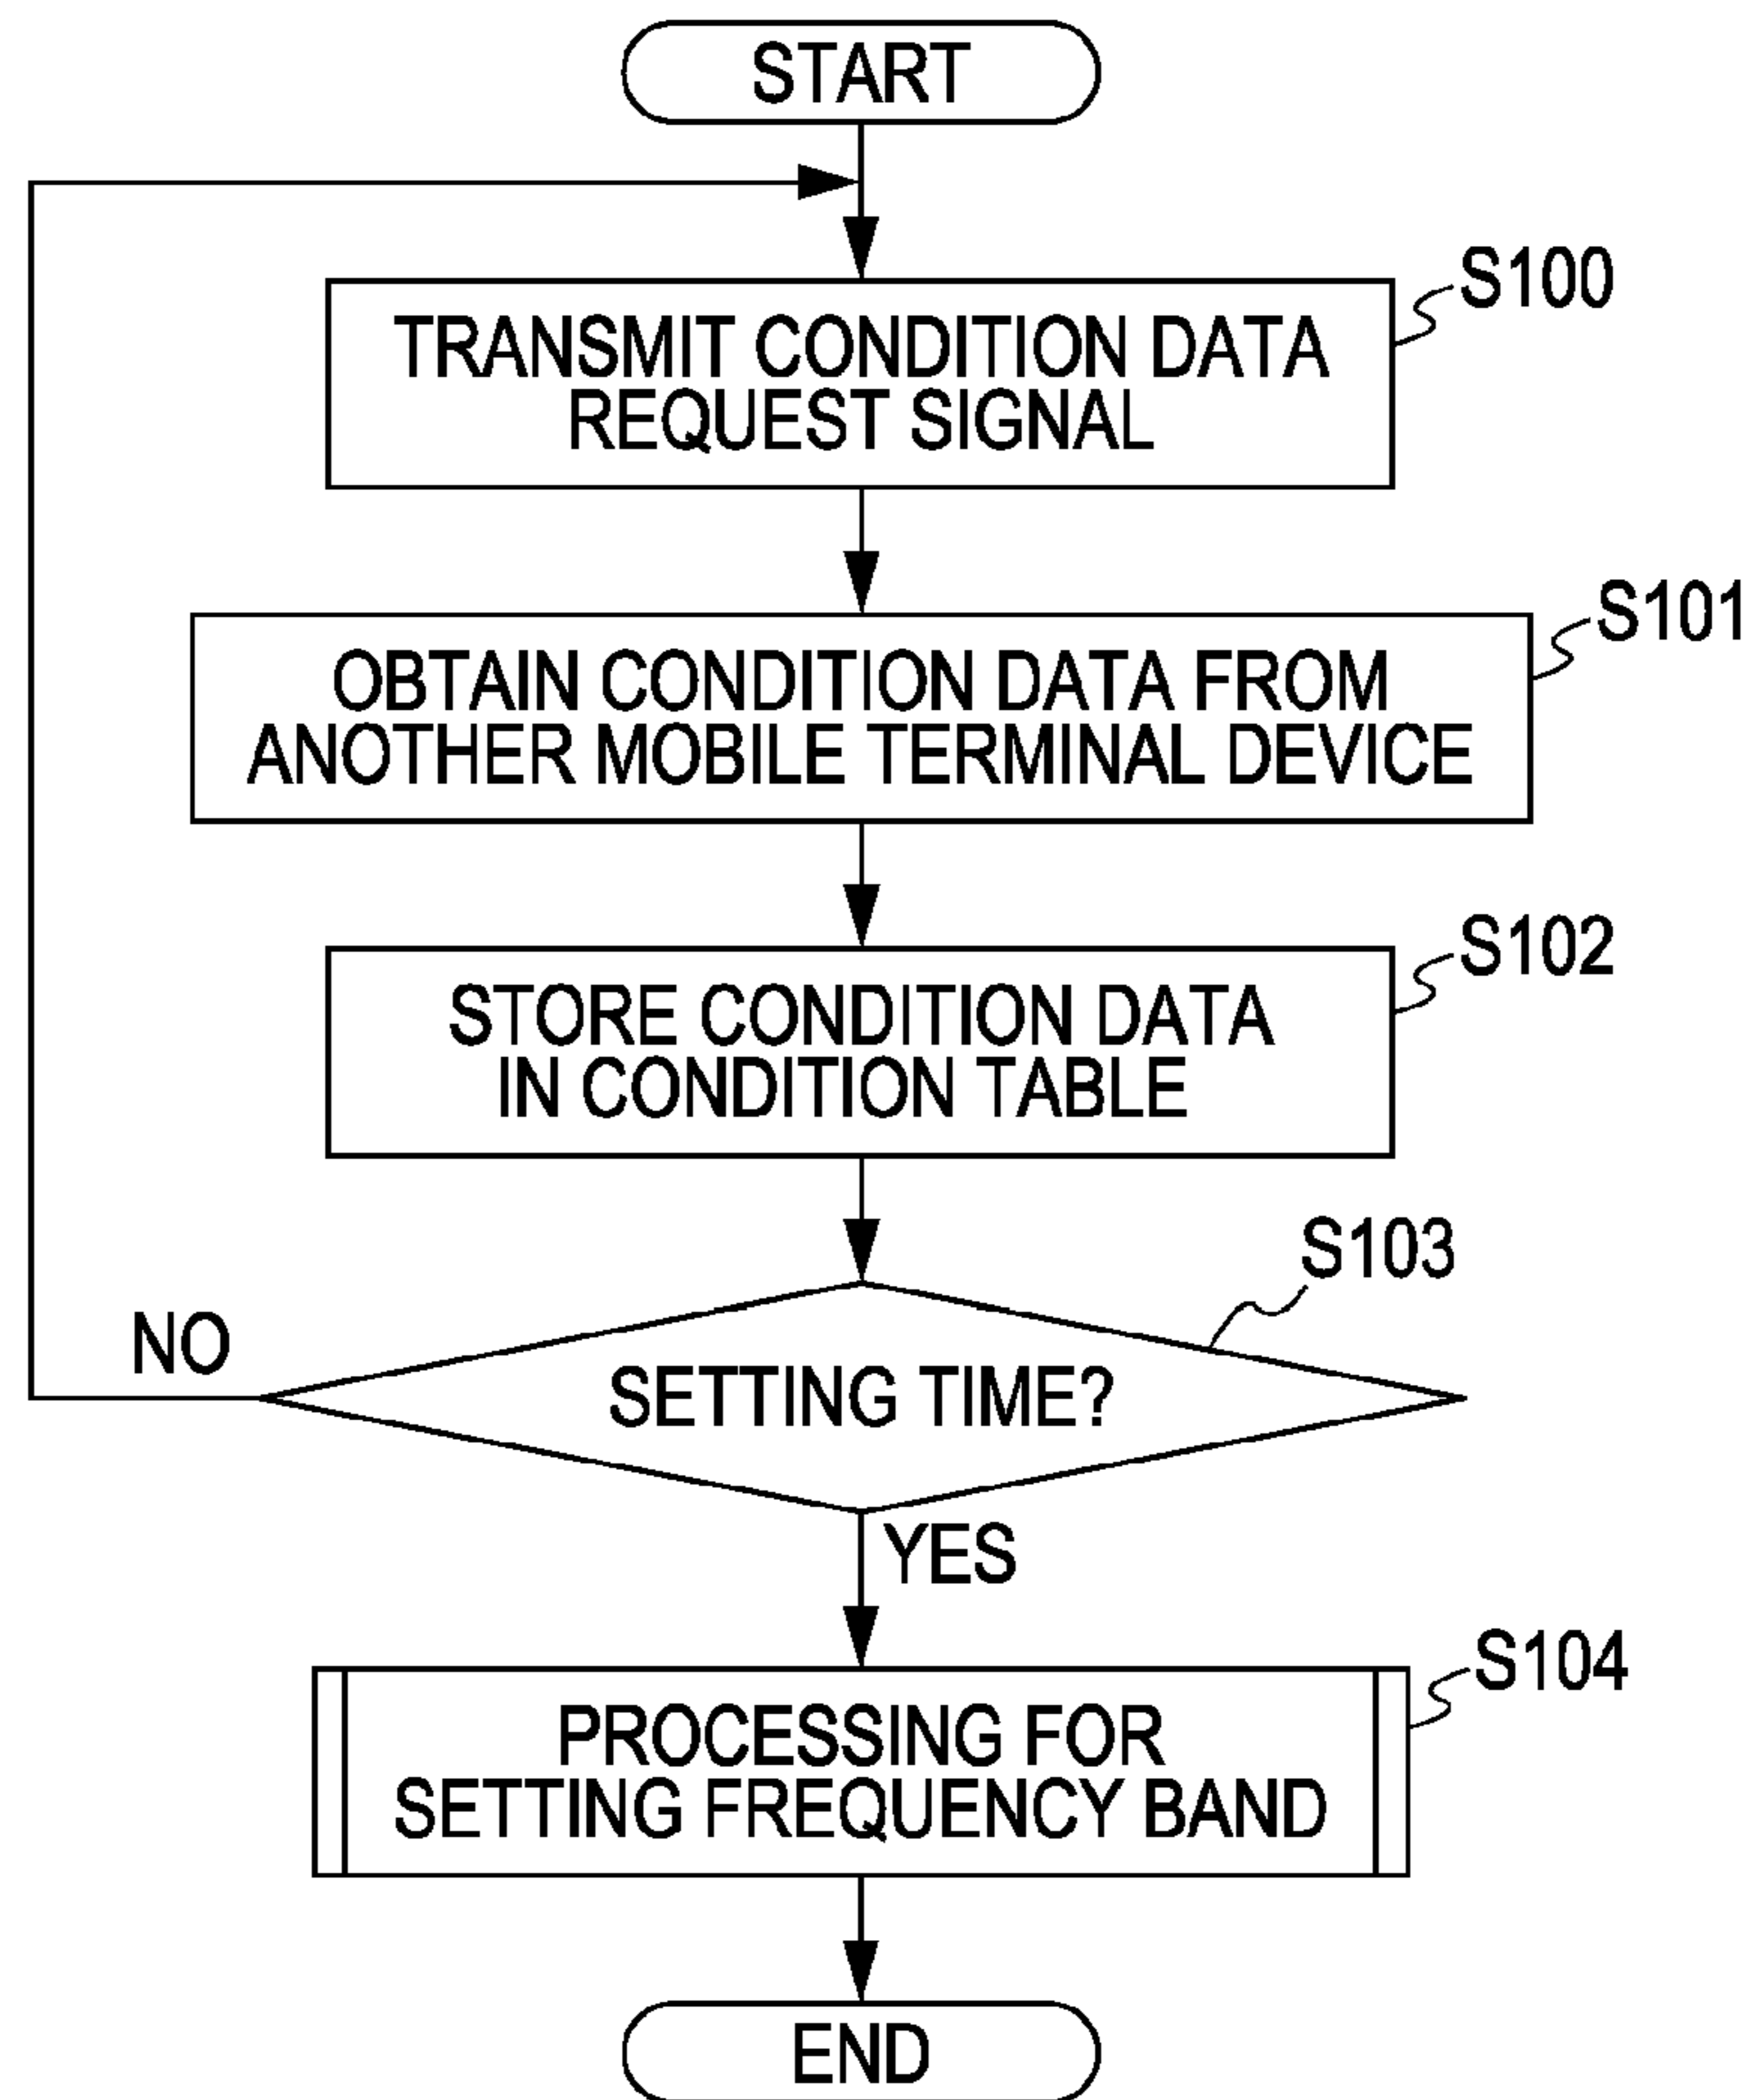 START
S100
TRANSMIT CONDITION DATA
REQUEST SIGNAL
S101
OBTAIN CONDITION DATA FROM
ANOTHER MOBILE TERMINAL DEVICE
S102
STORE CONDITION DATA
IN CONDITION TABLE
S103
NO
SETTING TIME?
YES
S104
PROCESSING FOR
SETTING FREQUENCY BAND
END